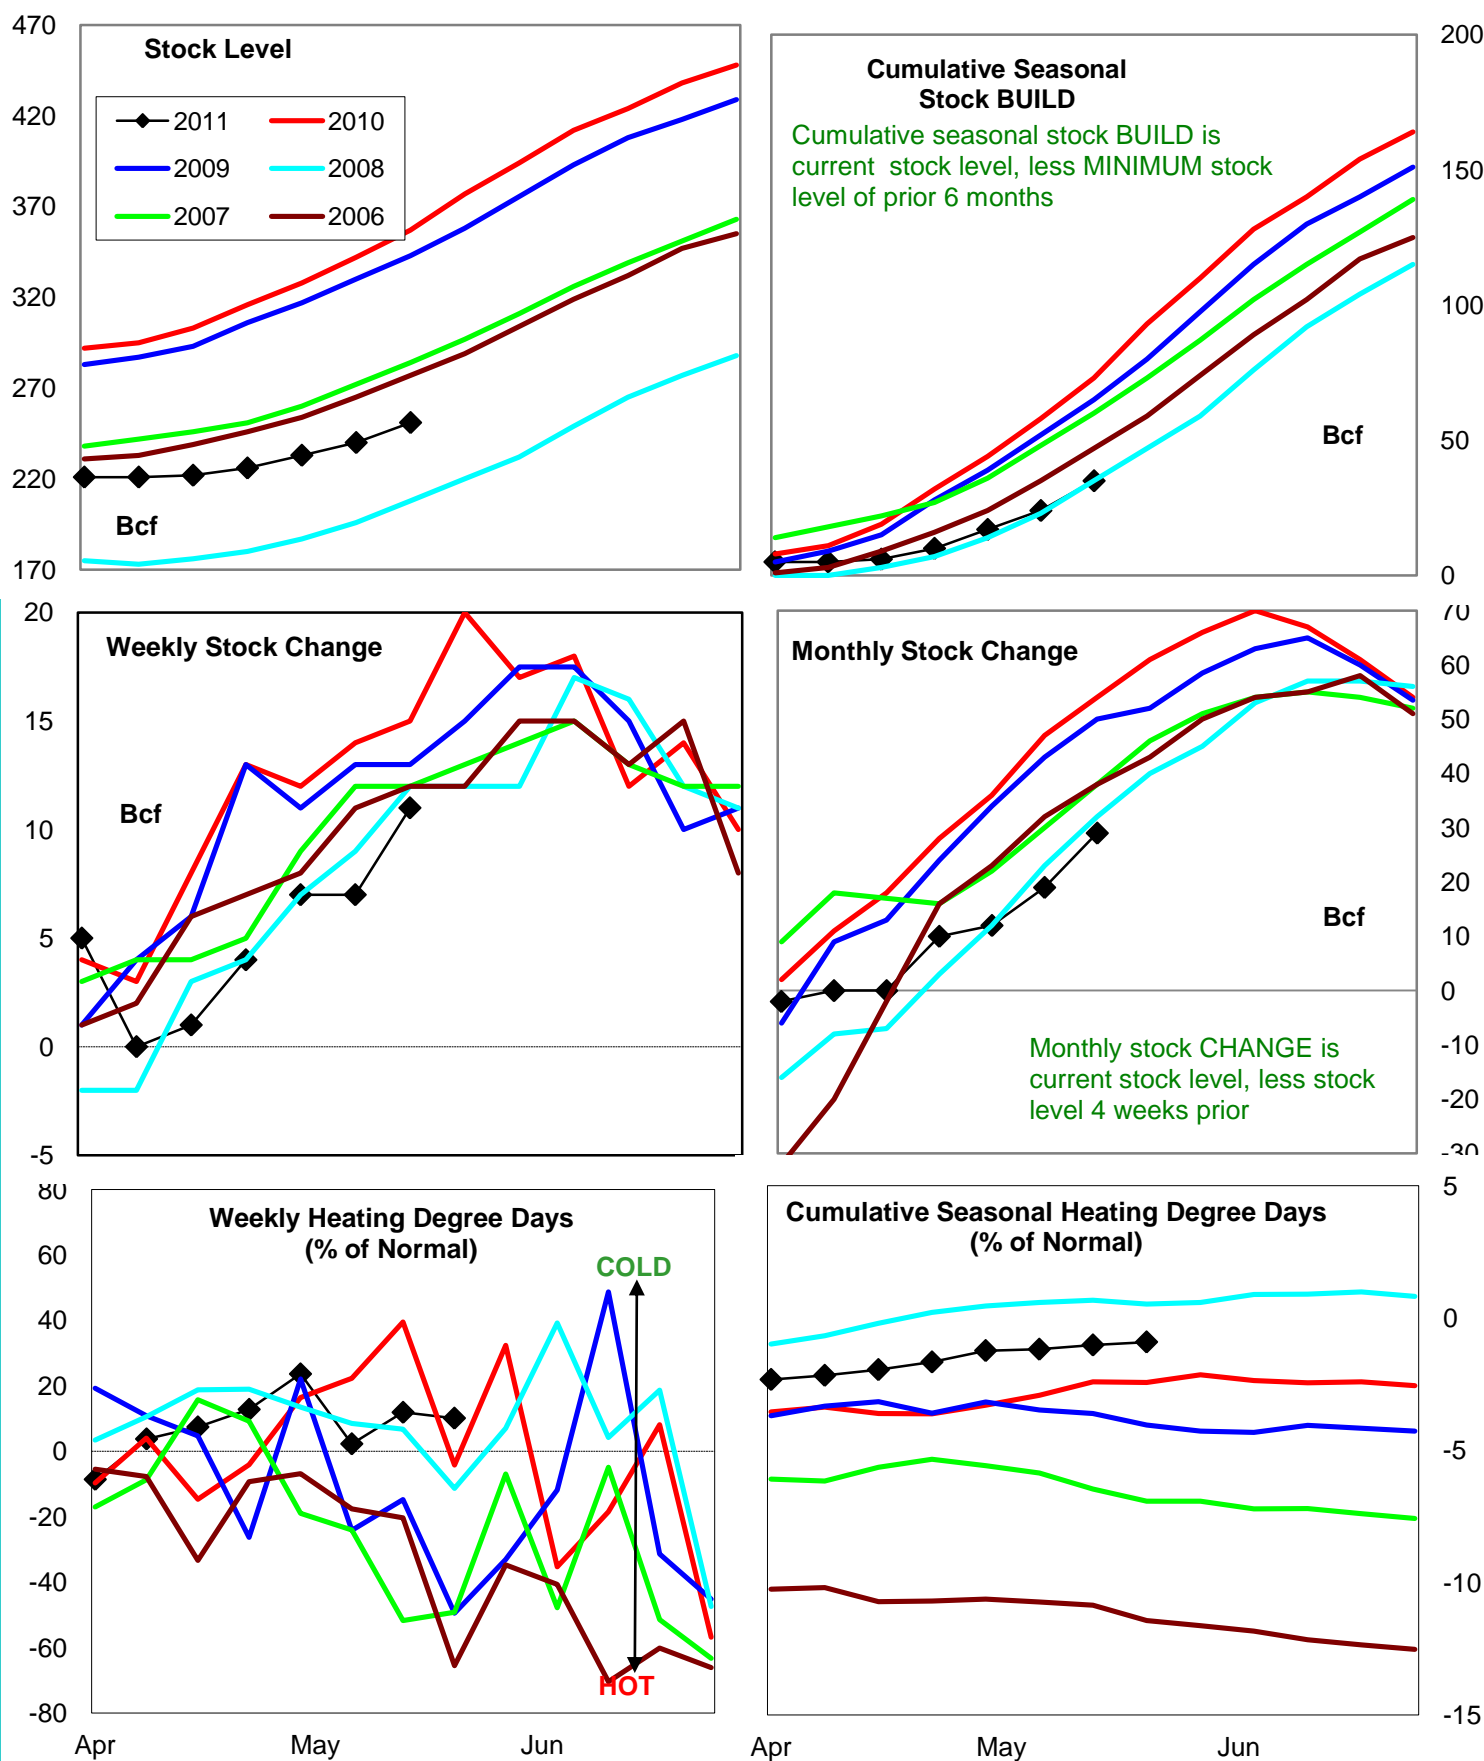 470
420
370
320
270
220
170
Stock Level
2011
2010
2009
2008
2007
2006
Bcf
Cumulative Seasonal
Stock BUILD
Cumulative seasonal stock BUILD is
current stock level, less MINIMUM stock
level of prior 6 months
Bcf
200
150
100
50
0
20
15
10
5
0
-5
Weekly Stock Change
Bcf
Monthly Stock Change
Bcf
Monthly stock CHANGE is
current stock level, less stock
level 4 weeks prior
70
60
50
40
30
20
10
0
-10
-20
-30
80
60
40
20
0
-20
-40
-60
-80
Weekly Heating Degree Days
(% of Normal)
COLD
HOT
Apr
May
Jun
Cumulative Seasonal Heating Degree Days
(% of Normal)
5
0
-5
-10
-15
Apr
May
Jun